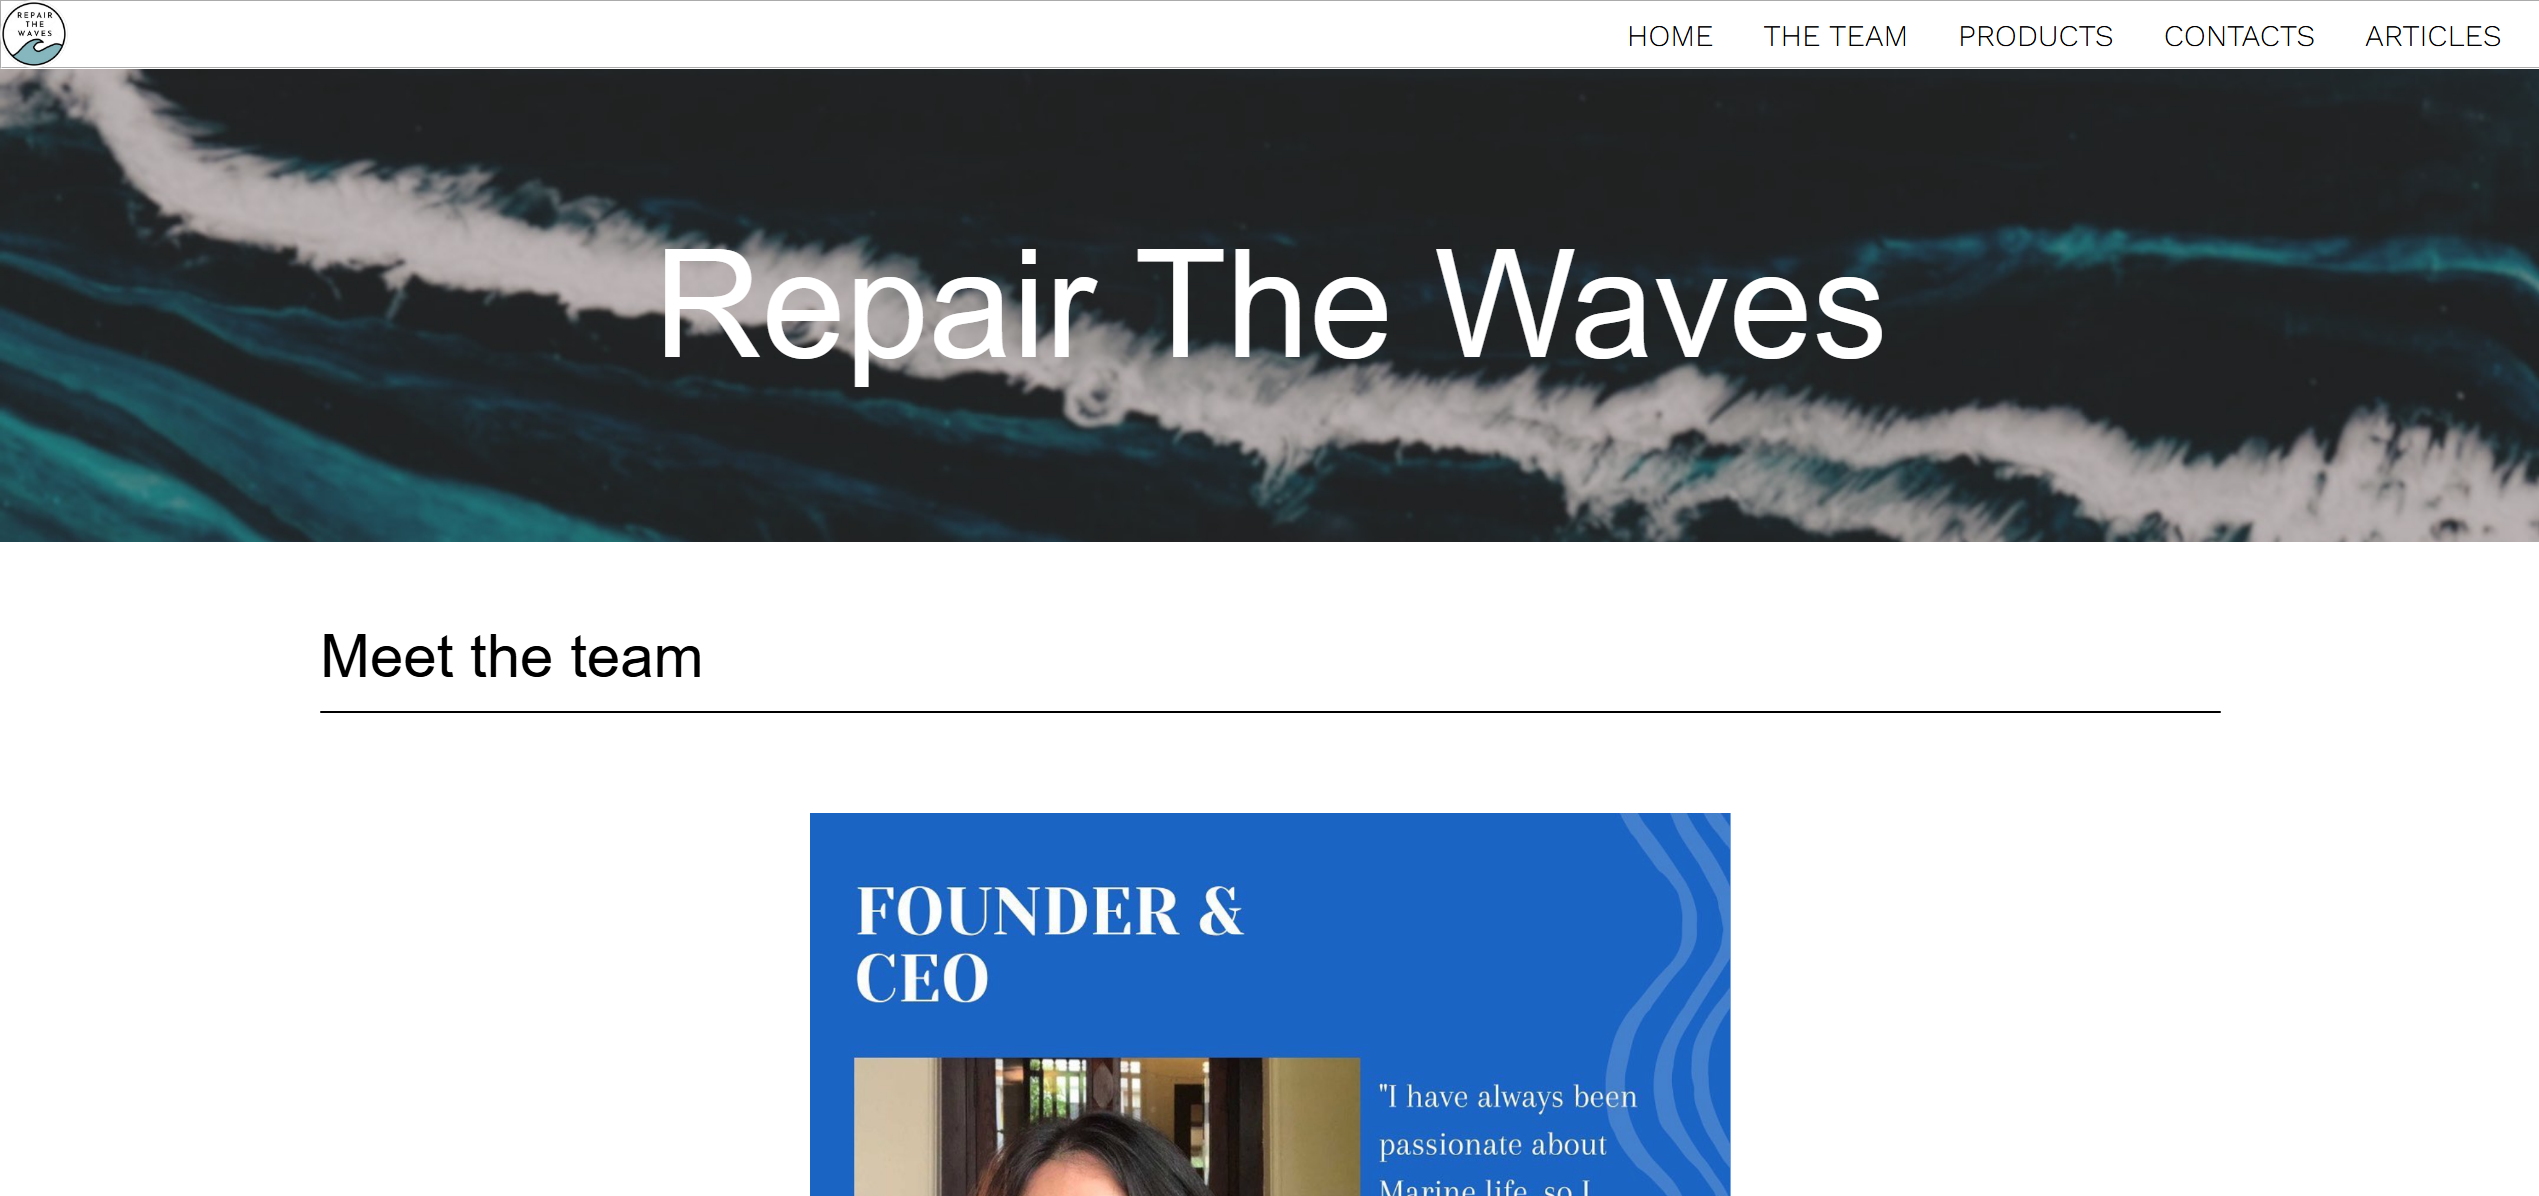 REPAIR
THE
WAVES
HOME THE TEAM PRODUCTS CONTACTS ARTICLES
Repair The Waves
Meet the team
FOUNDER &
CEO
"I have always been
passionate about
Marine life, so I